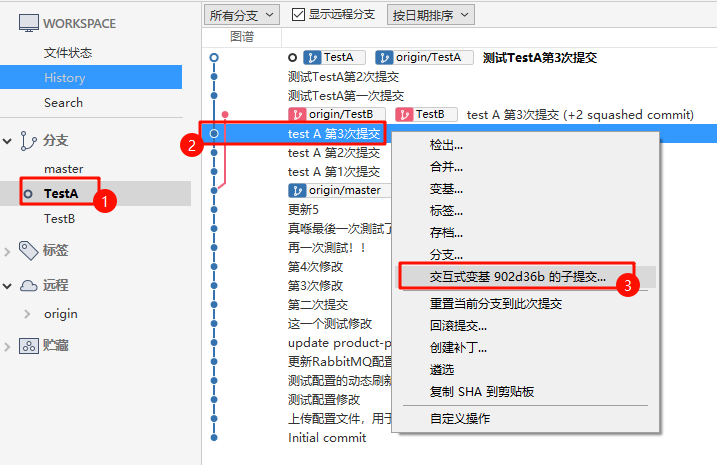 WORKSPACE
文件状态
History
Search
分支
master
TestA
TestB
标签
远程
origin
贮藏
1
所有分支
显示远程分支
按日期排序
图谱
TestA origin/TestA 测试TestA第3次提交
测试TestA第2次提交
测试TestA第一次提交
origin/TestB TestB test A 第3次提交 (+2 squashed commit)
2
test A 第3次提交
test A 第2次提交
test A 第1次提交
origin/master
更新5
真㖷最後一次测試了
再一次测試！！
第4次修改
第3次修改
第二次提交
这一个测试修改
update product-p
更新RabbitMQ配置
测试配置的动态刷新
测试配置修改
上传配置文件，用于
Initial commit
检出...
合并...
变基...
标签...
存档...
分支...
交互式变基 902d36b 的子提交...
3
重置当前分支到此次提交
回滚提交...
创建补丁...
遴选
复制 SHA 到剪贴板
自定义操作